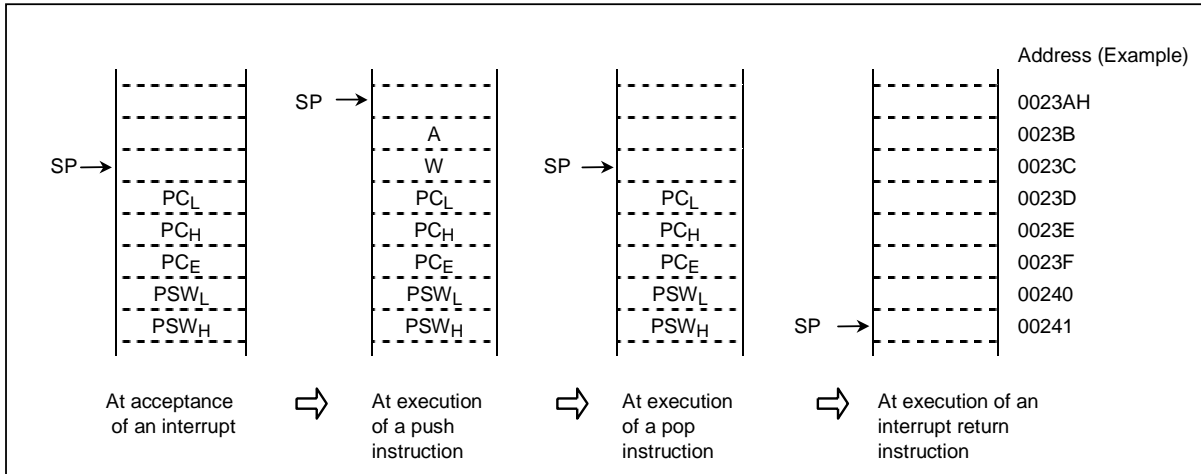 Address (Example)
SP
0023AH
A
0023B
SP
W
SP
0023C
PCL
PCL
PCL
0023D
PCH
PCH
PCH
0023E
PCE
PCE
PCE
0023F
PSWL
PSWL
PSWL
00240
PSWH
PSWH
PSWH
SP
00241
At acceptance
of an interrupt
At execution
of a push
instruction
At execution
of a pop
instruction
At execution of an
interrupt return
instruction